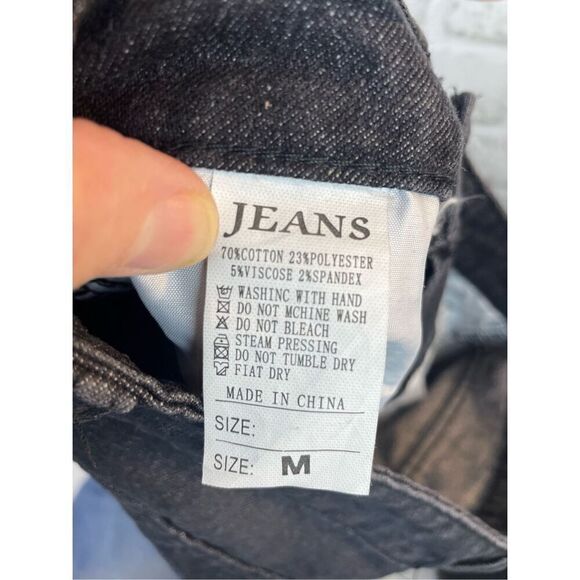 JEANS
70%COTTON 23%POLYESTER
5%VISCOSE 2%SPANDEX
WASHINC WITH HAND
DO NOT MCHINE WASH
DO NOT BLEACH
STEAM PRESSING
DO NOT TUMBLE DRY
FIAT DRY
MADE IN CHINA
SIZE:
SIZE: M